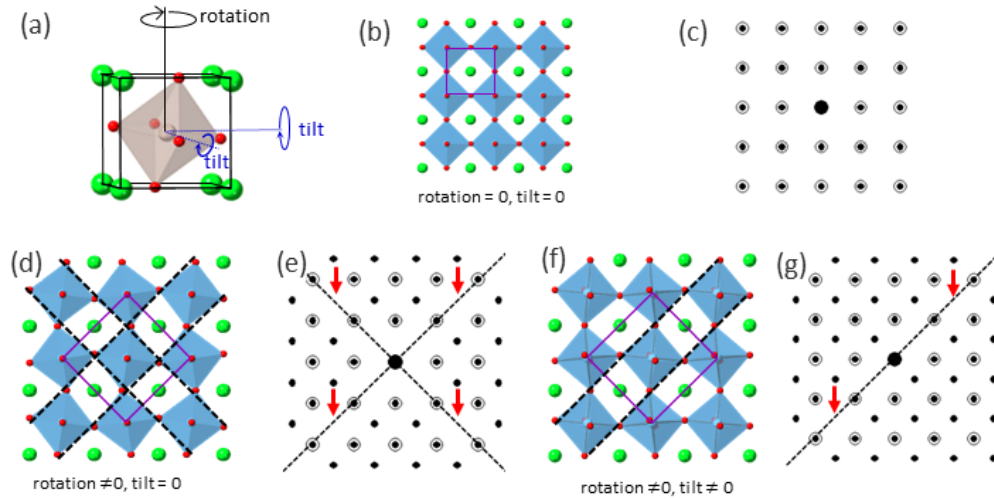 (a)
rotation
tilt
tilt
(b)
rotation = 0, tilt = 0
(c)
(d)
rotation ≠0, tilt = 0
(e)
(f)
rotation ≠0, tilt ≠ 0
(g)